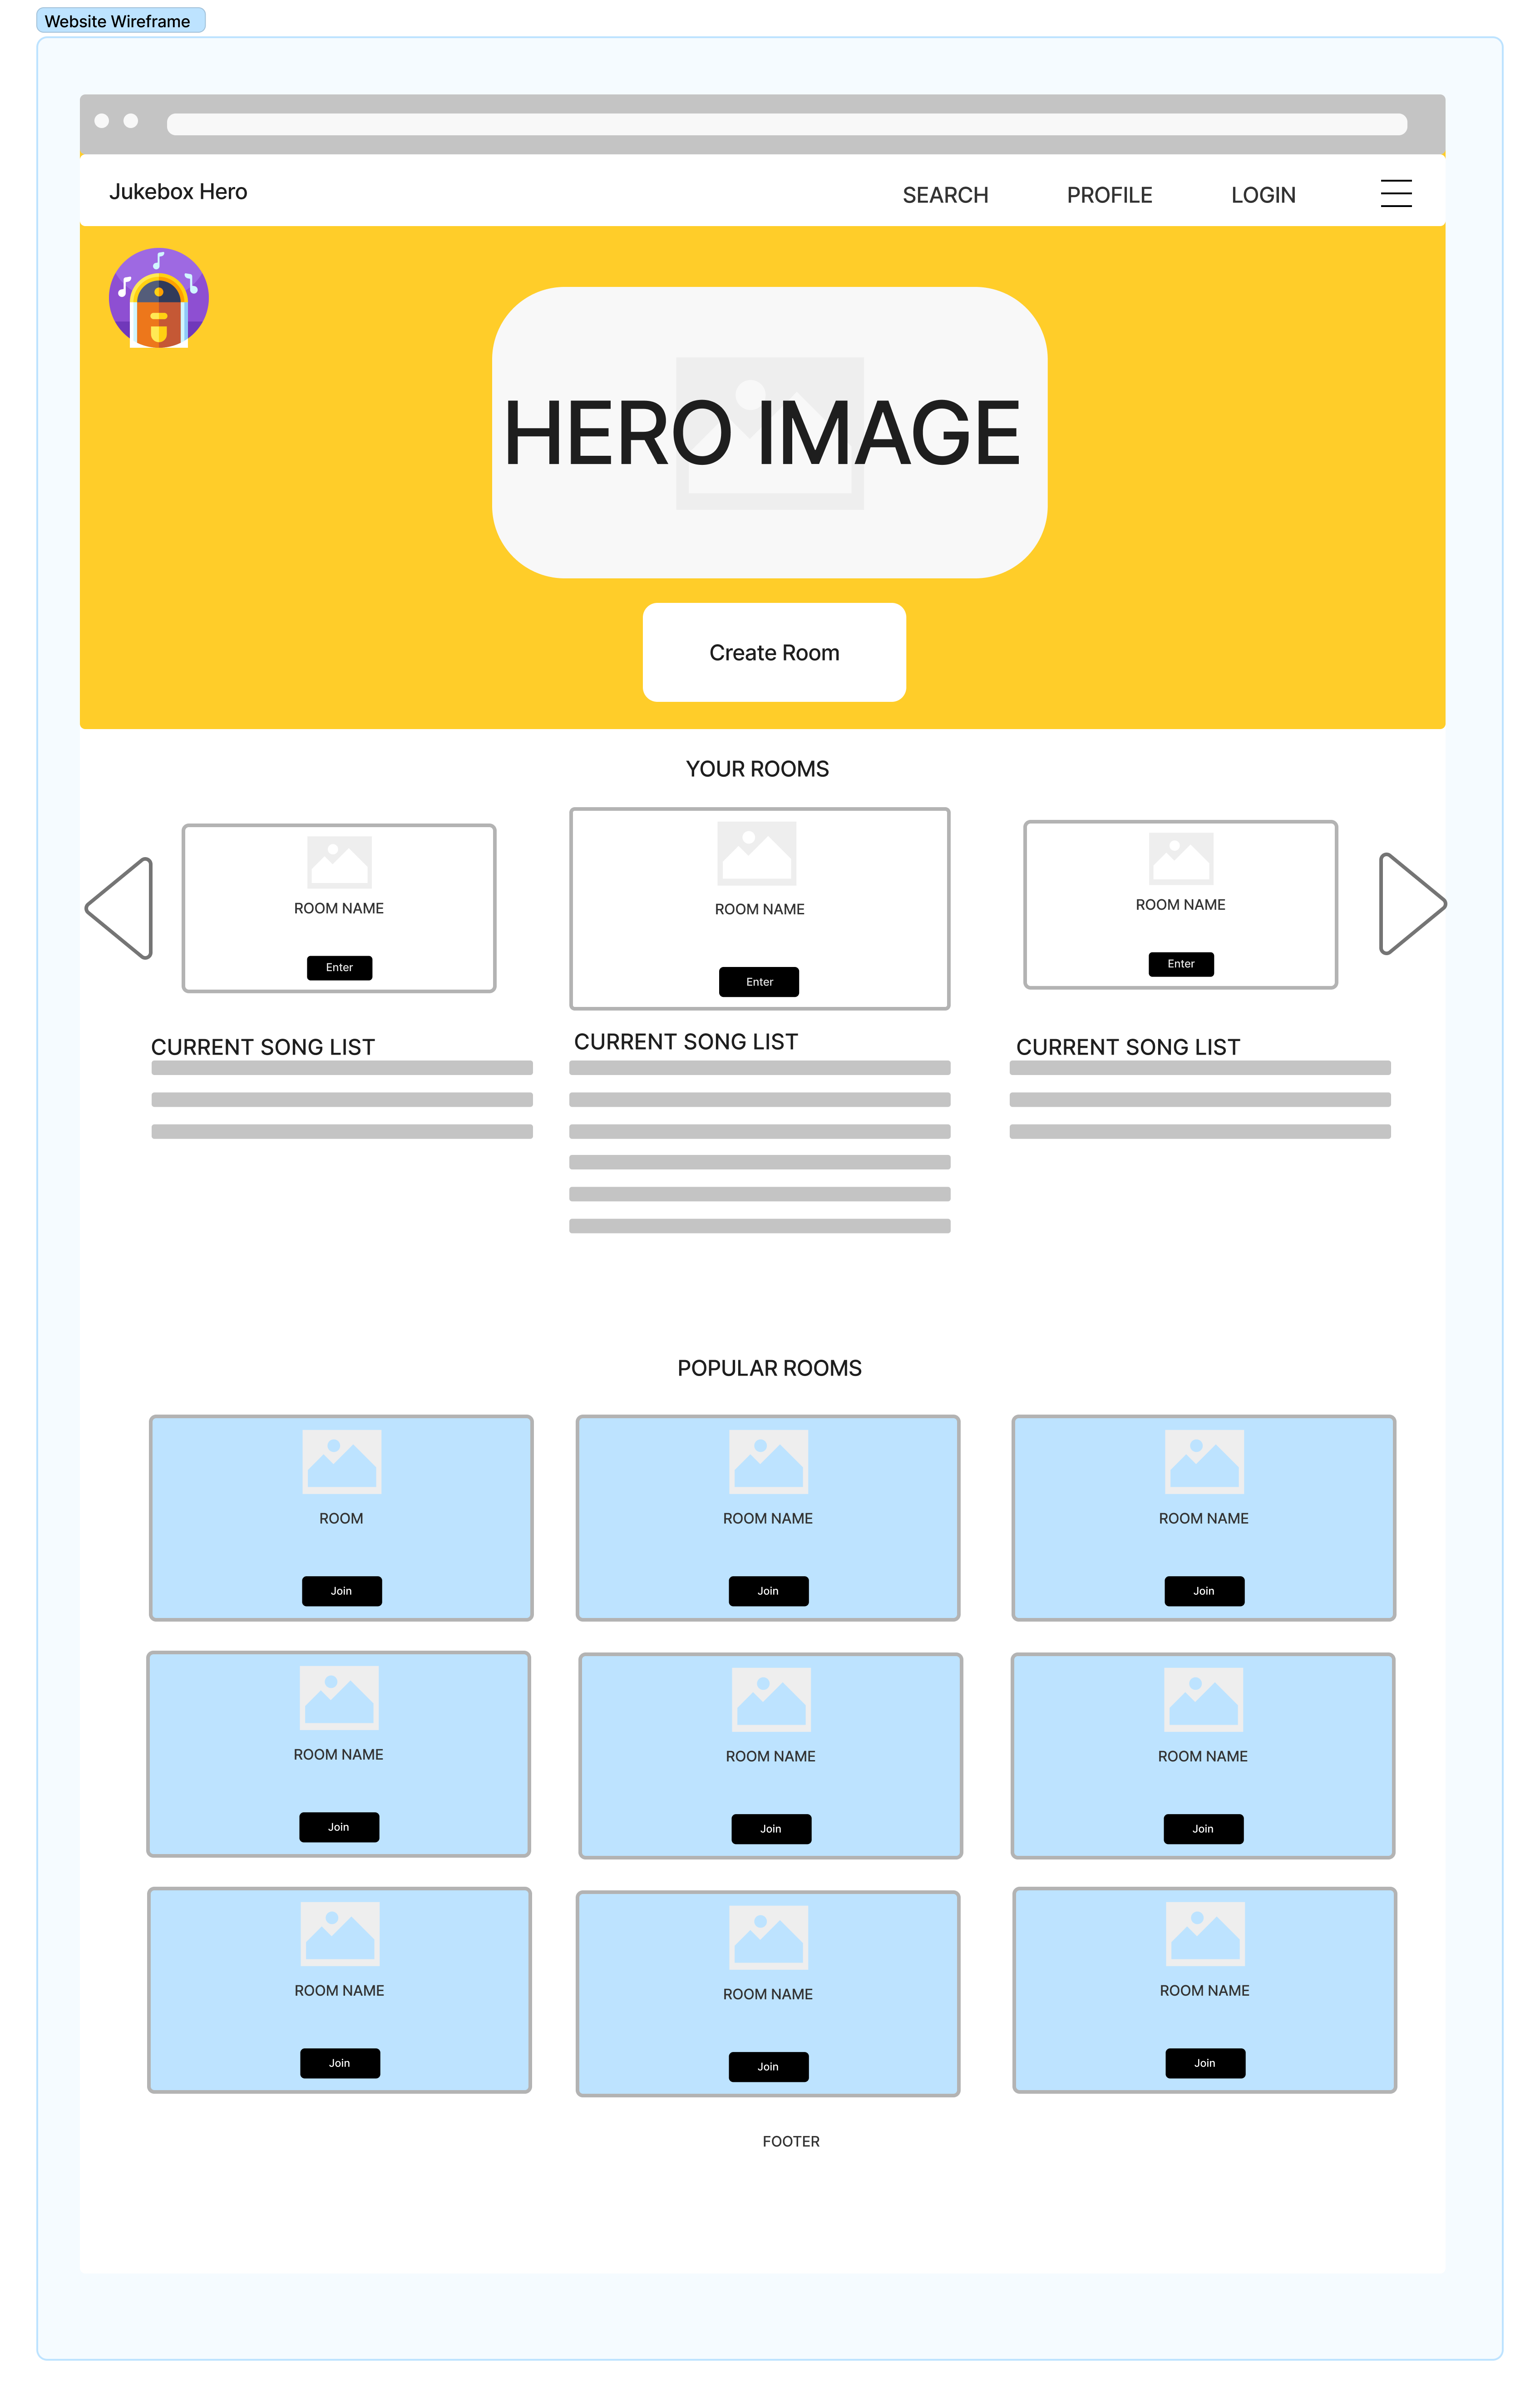 Website Wireframe
Jukebox Hero
SEARCH PROFILE LOGIN
HERO IMAGE
Create Room
YOUR ROOMS
ROOM NAME ROOM NAME ROOM NAME
Enter Enter Enter
CURRENT SONG LIST CURRENT SONG LIST CURRENT SONG LIST
POPULAR ROOMS
ROOM ROOM NAME ROOM NAME
Join Join Join
ROOM NAME ROOM NAME ROOM NAME
Join Join Join
ROOM NAME ROOM NAME ROOM NAME
Join Join Join
FOOTER